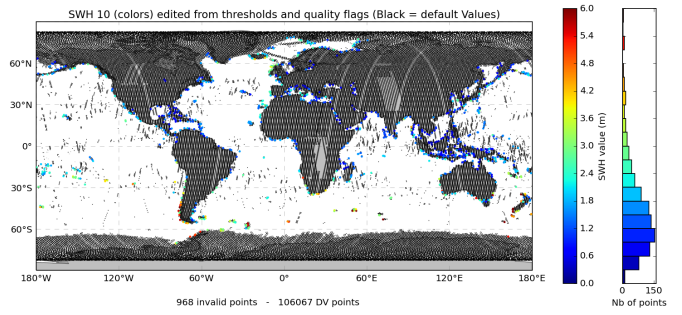 SWH 10 (colors) edited from thresholds and quality flags (Black = default Values)
60°N
30°N
0°
30°S
60°S
180°W
120°W
60°W
0°
60°E
120°E
180°E
968 invalid points - 106067 DV points
6.0
5.4
4.8
4.2
3.6
3.0
2.4
1.8
1.2
0.6
0.0
SWH value (m)
0
150
Nb of points